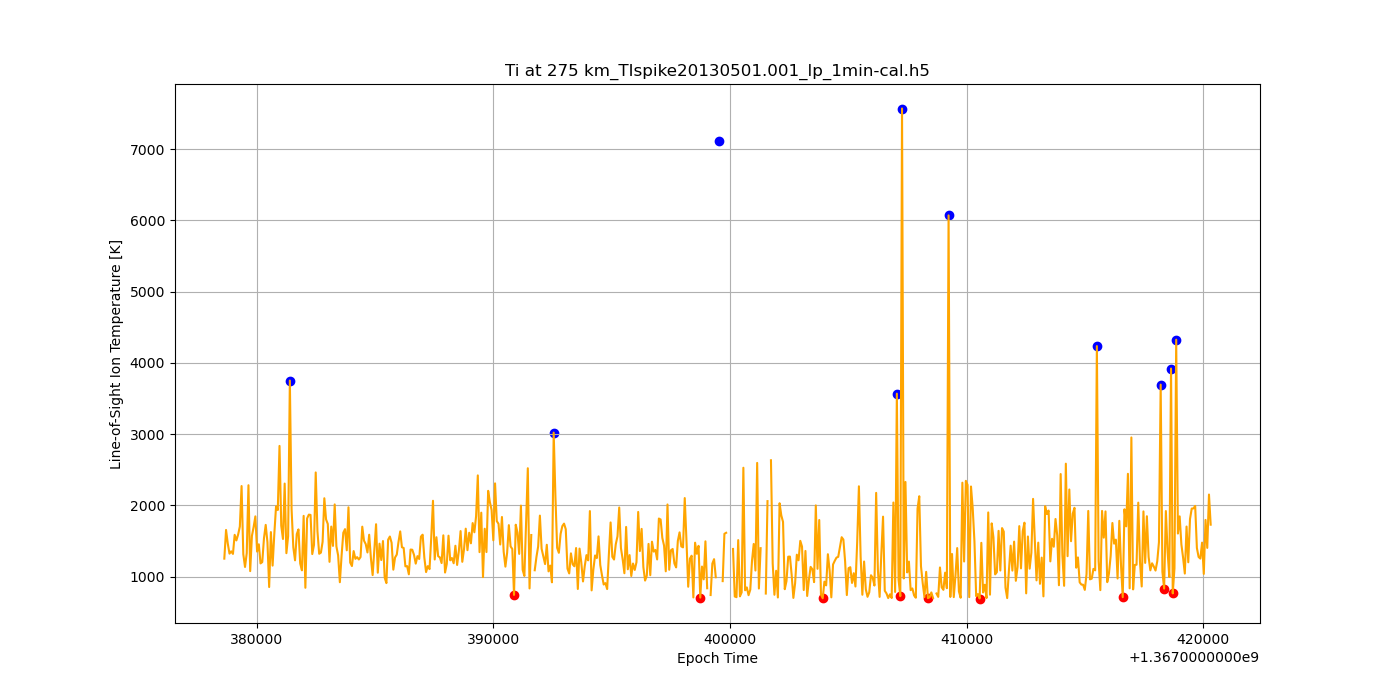 Ti at 275 km_TIspike20130501.001_lp_1min-cal.h5
Line-of-Sight Ion Temperature [K]
7000
6000
5000
4000
3000
2000
1000
380000 390000 400000 410000 420000
Epoch Time
+1.3670000000e9